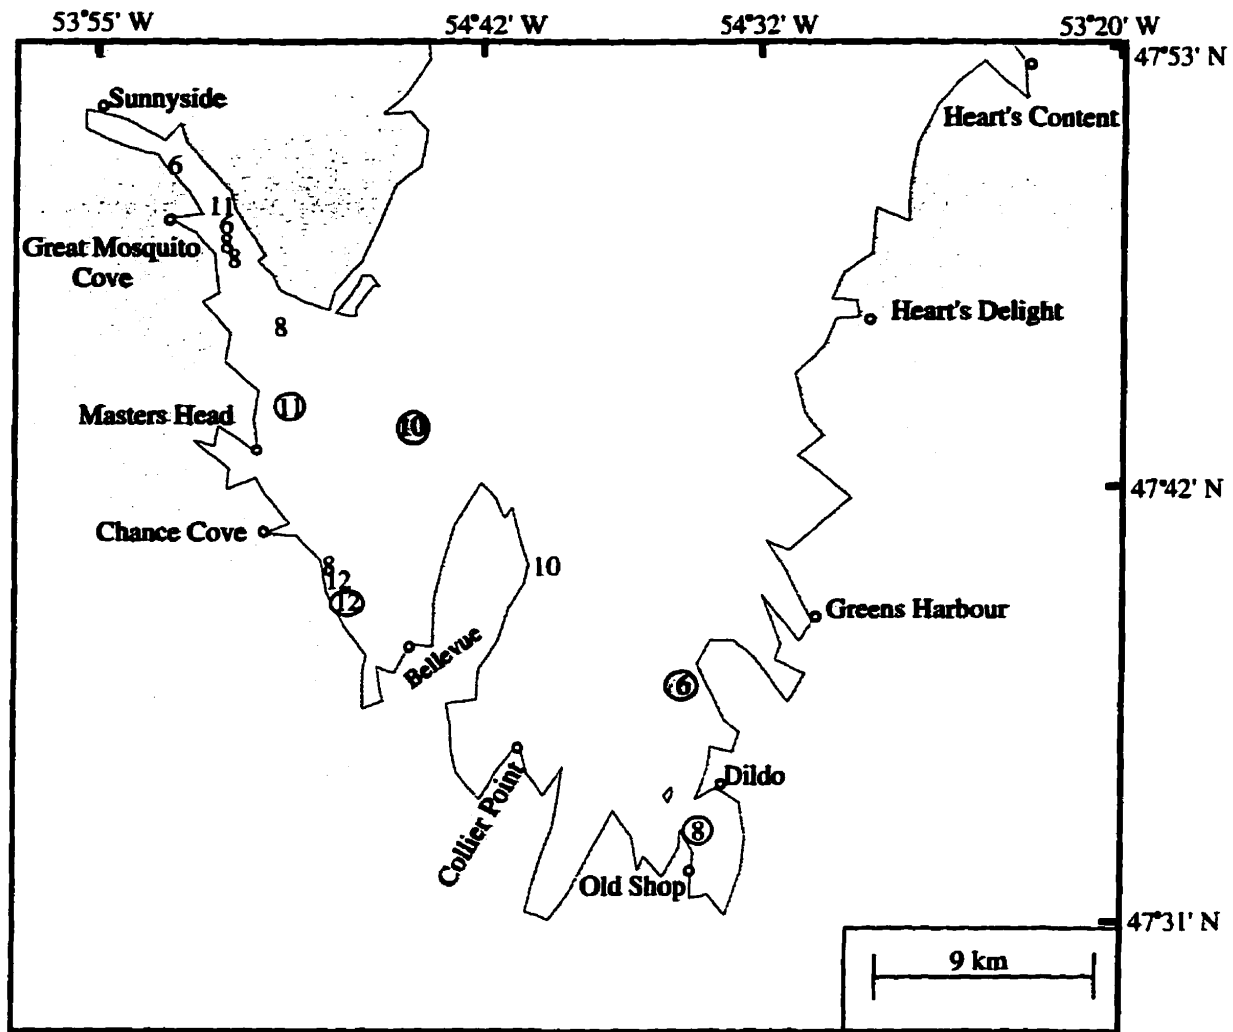 53°55' W
54°42' W
54°32' W
53°20' W
47°53' N
Sunnyside
Heart's Content
6
11
6
8
8
Great Mosquito
Cove
8
Heart's Delight
11
10
Masters Head
47°42' N
Chance Cove
8
10
12
12
Greens Harbour
Bellevue
6
Dildo
Collier Point
8
Old Shop
47°31' N
9 km